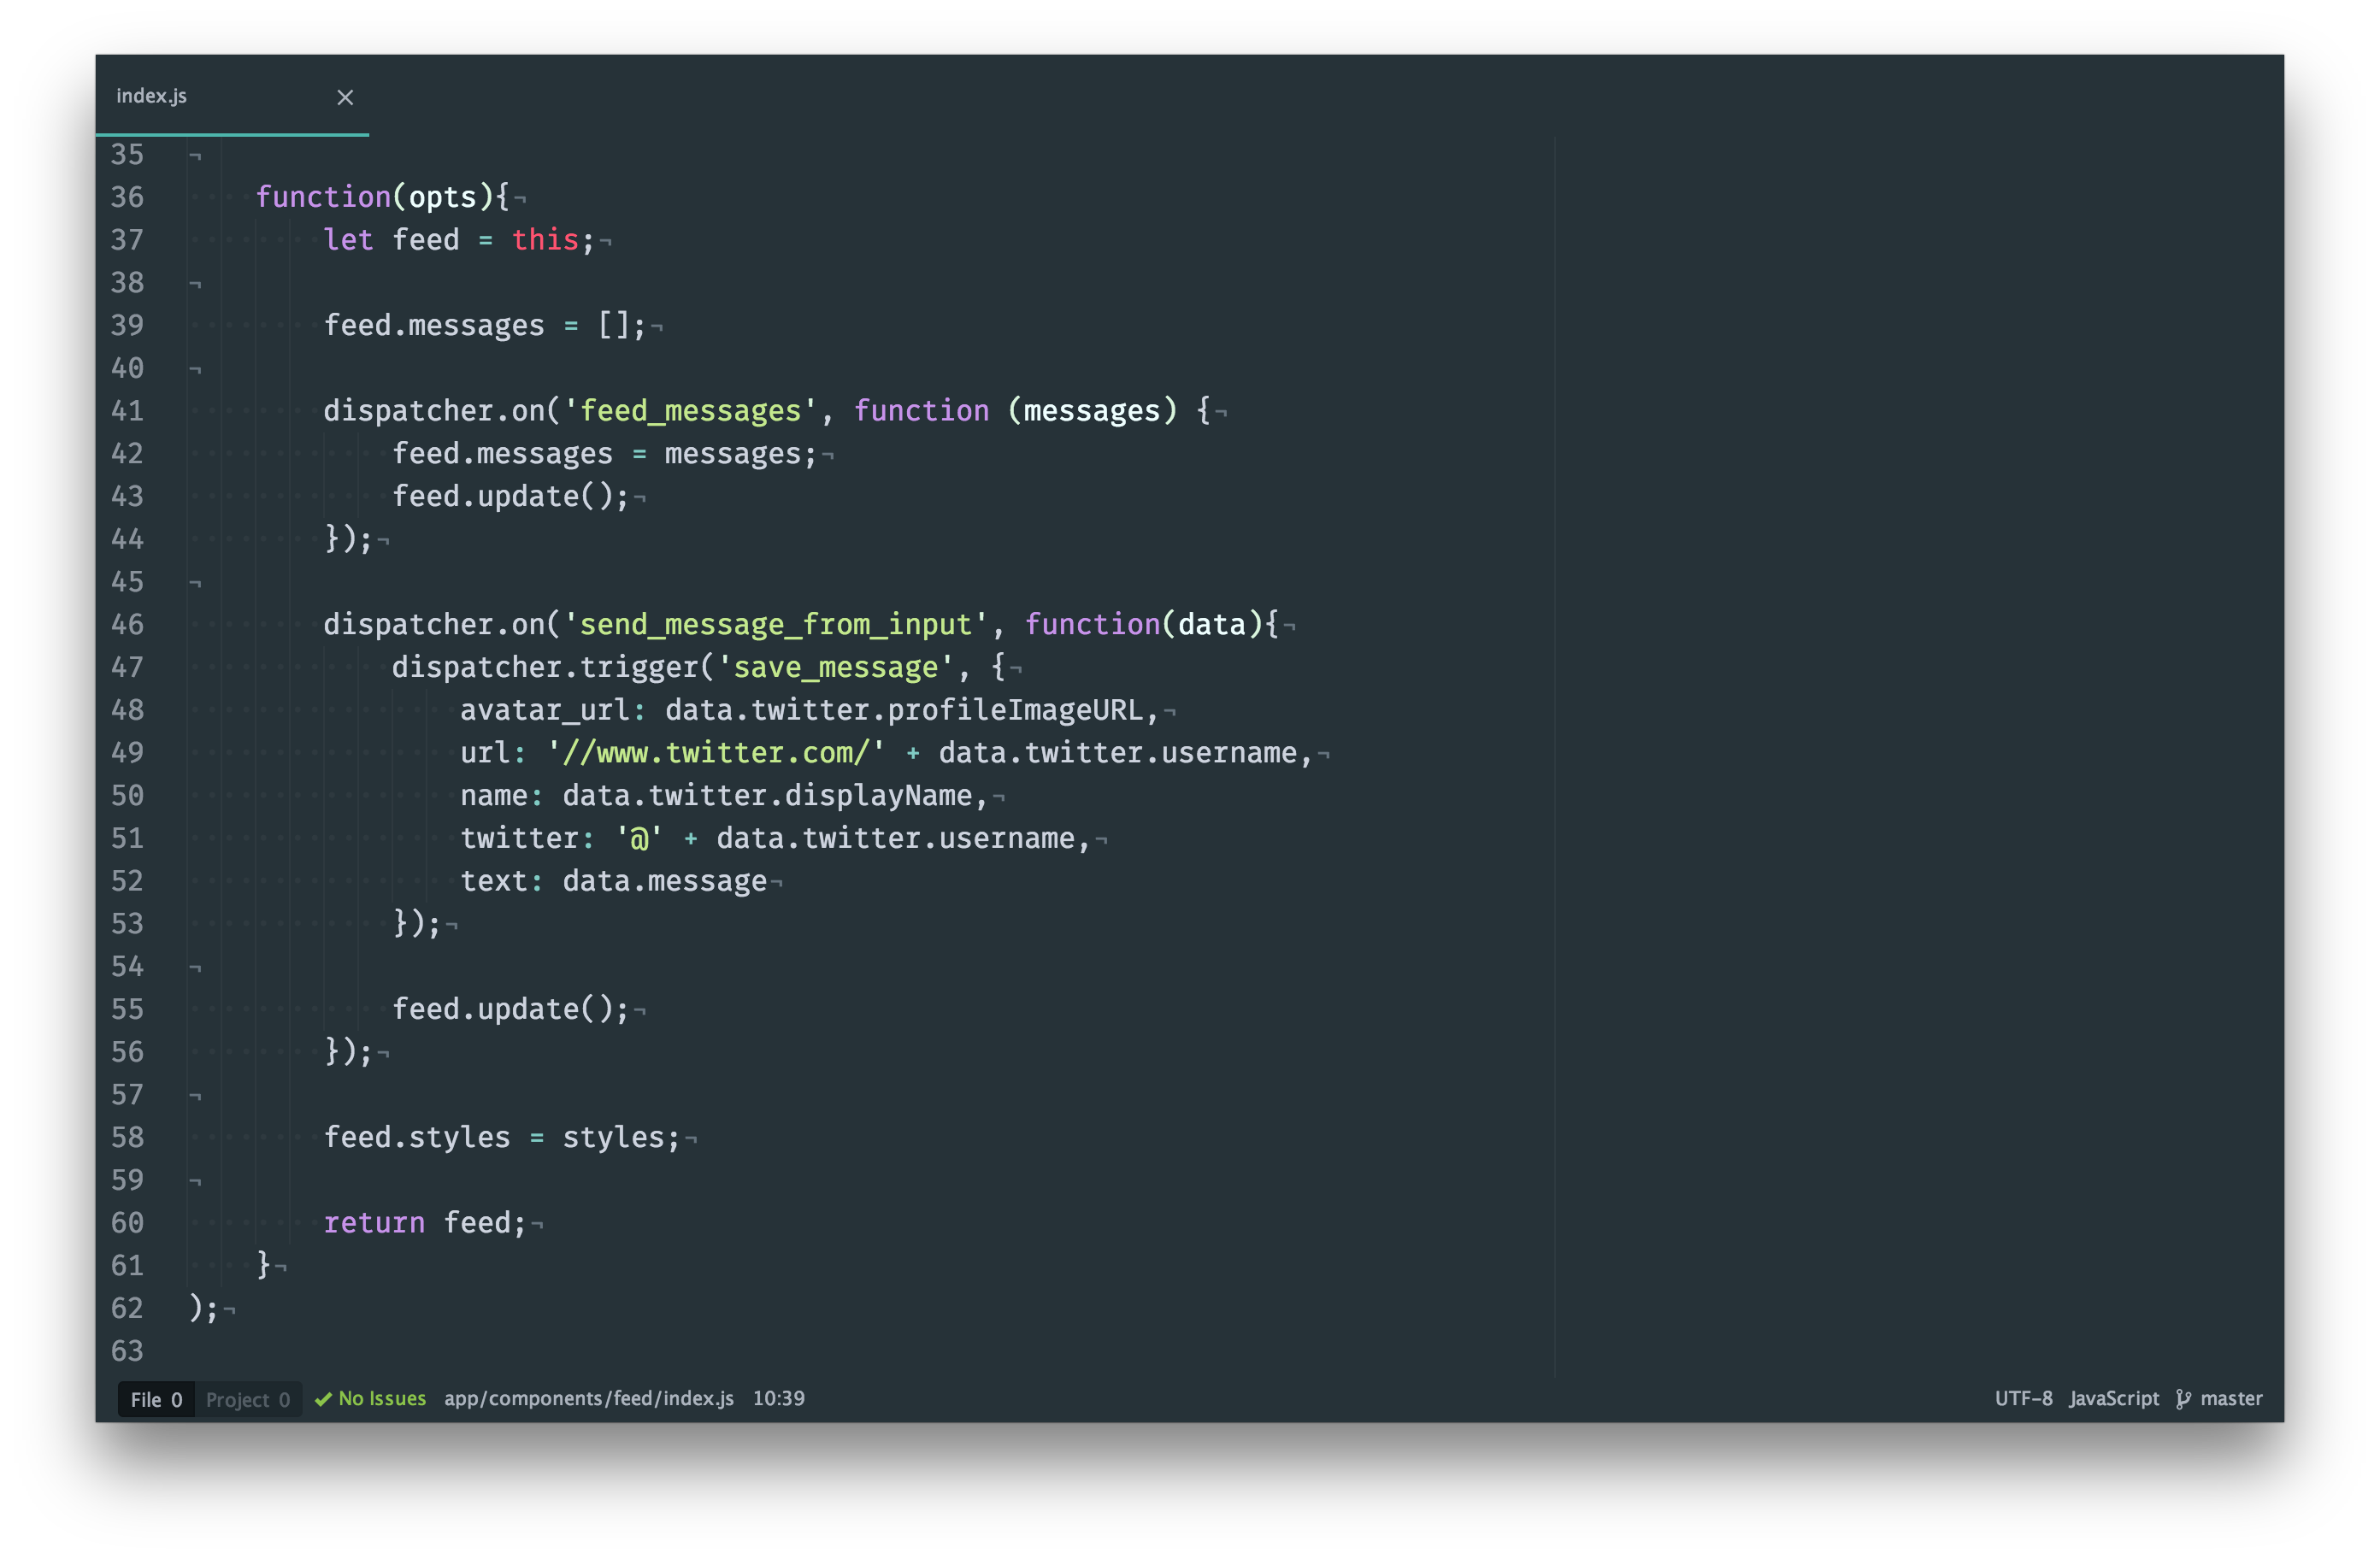 index.js ×
35 ¬
36     function(opts){¬
37         let feed = this;¬
38 ¬
39         feed.messages = [];¬
40 ¬
41         dispatcher.on('feed_messages', function (messages) {¬
42             feed.messages = messages;¬
43             feed.update();¬
44         });¬
45 ¬
46         dispatcher.on('send_message_from_input', function(data){¬
47             dispatcher.trigger('save_message', {¬
48                 avatar_url: data.twitter.profileImageURL,¬
49                 url: '//www.twitter.com/' + data.twitter.username,¬
50                 name: data.twitter.displayName,¬
51                 twitter: '@' + data.twitter.username,¬
52                 text: data.message¬
53             });¬
54 ¬
55             feed.update();¬
56         });¬
57 ¬
58         feed.styles = styles;¬
59 ¬
60         return feed;¬
61     }¬
62 );¬
63
File 0 Project 0 No Issues app/components/feed/index.js 10:39 UTF-8 JavaScript master